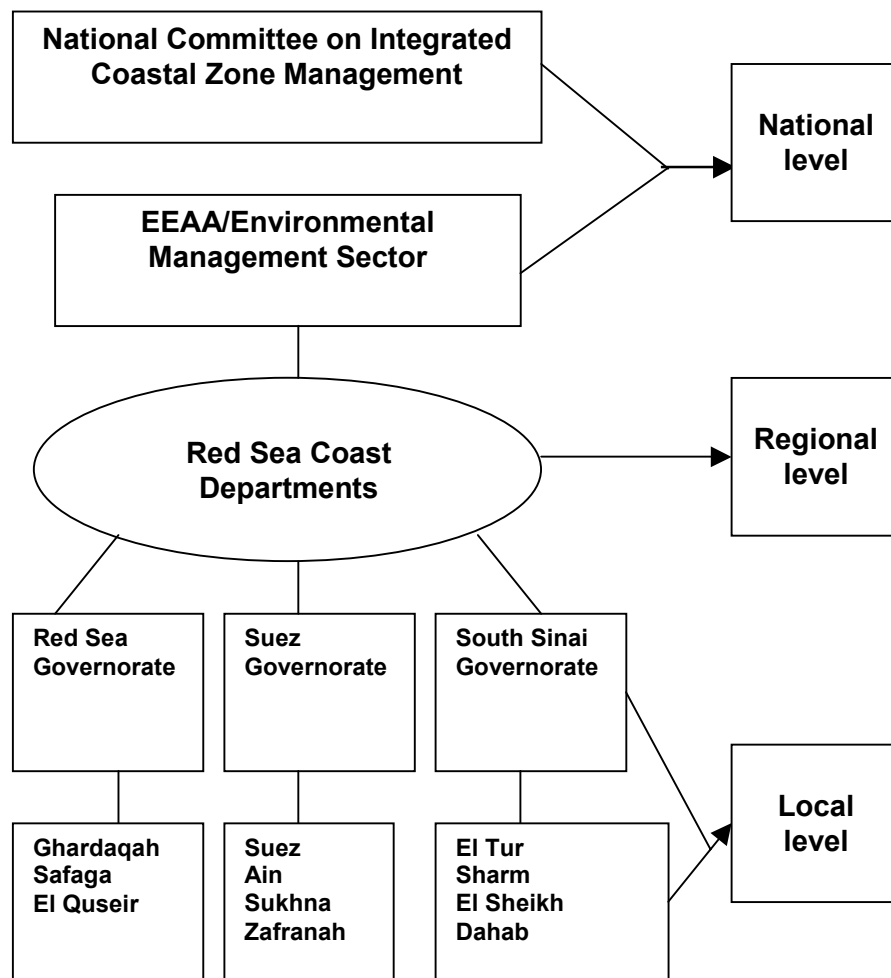 National Committee on Integrated
Coastal Zone Management
National
level
EEAA/Environmental
Management Sector
Red Sea Coast
Departments
Regional
level
Red Sea
Governorate
Suez
Governorate
South Sinai
Governorate
Local
level
Ghardaqah
Safaga
El Quseir
Suez
Ain
Sukhna
Zafranah
El Tur
Sharm
El Sheikh
Dahab